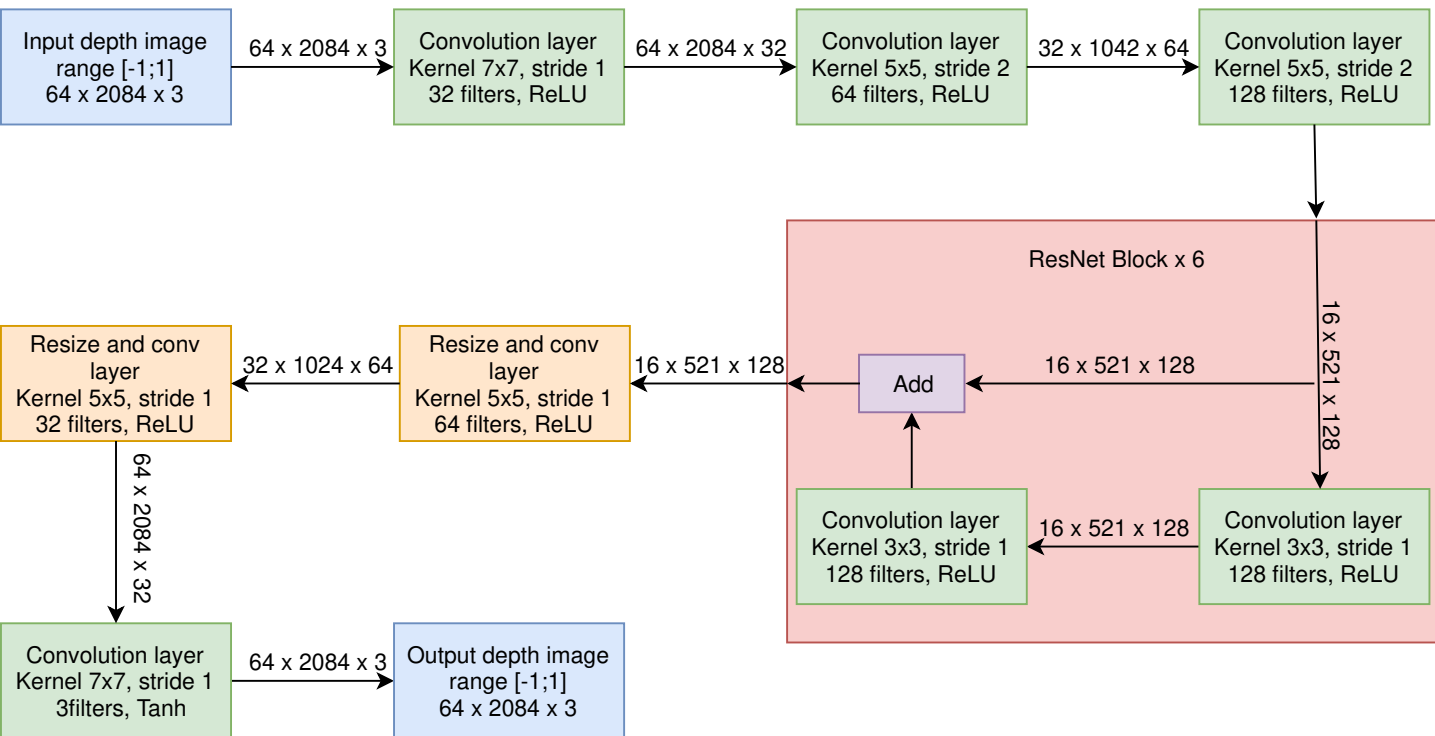 Input depth image
range [-1;1]
64 x 2084 x 3
64 x 2084 x 3
Convolution layer
Kernel 7x7, stride 1
32 filters, ReLU
64 x 2084 x 32
Convolution layer
Kernel 5x5, stride 2
64 filters, ReLU
32 x 1042 x 64
Convolution layer
Kernel 5x5, stride 2
128 filters, ReLU
ResNet Block x 6
16 x 521 x 128
16 x 521 x 128
Convolution layer
Kernel 3x3, stride 1
128 filters, ReLU
16 x 521 x 128
Convolution layer
Kernel 3x3, stride 1
128 filters, ReLU
Add
16 x 521 x 128
Resize and conv
layer
Kernel 5x5, stride 1
64 filters, ReLU
32 x 1024 x 64
Resize and conv
layer
Kernel 5x5, stride 1
32 filters, ReLU
64 x 2084 x 32
Convolution layer
Kernel 7x7, stride 1
3filters, Tanh
64 x 2084 x 3
Output depth image
range [-1;1]
64 x 2084 x 3